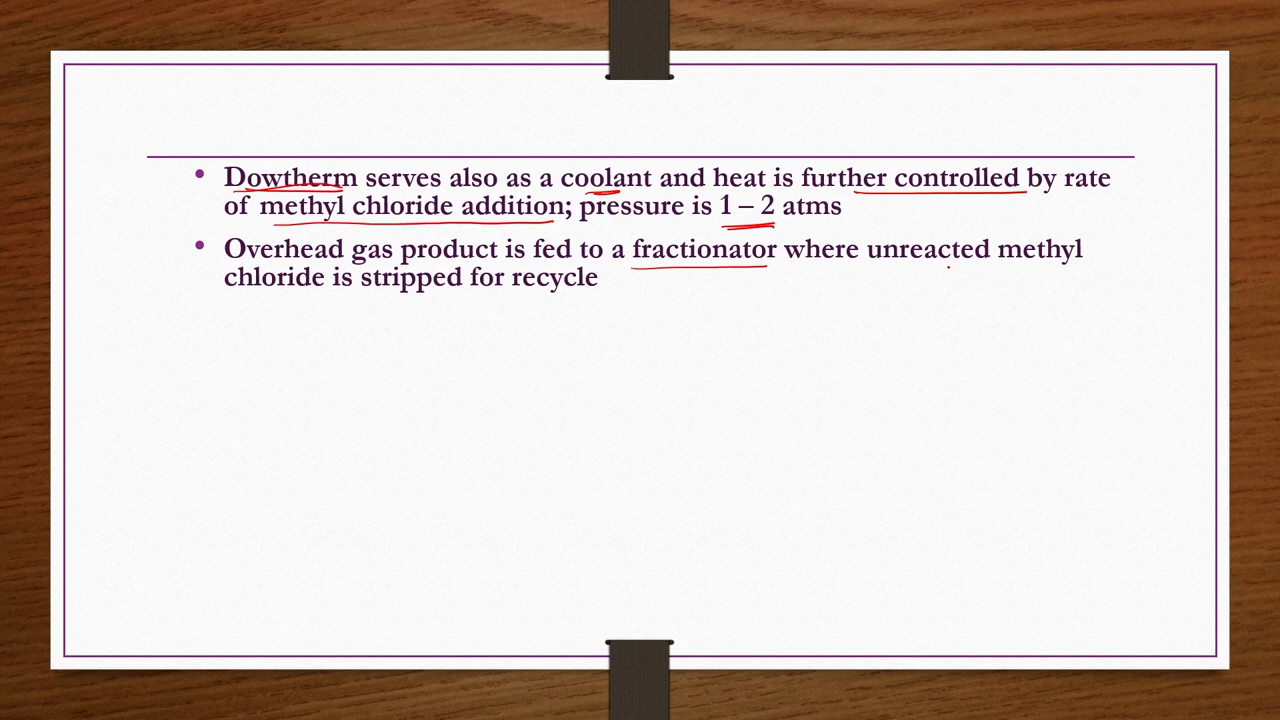 • Dowtherm serves also as a coolant and heat is further controlled by rate
of methyl chloride addition; pressure is 1 – 2 atms
• Overhead gas product is fed to a fractionator where unreacted methyl
chloride is stripped for recycle